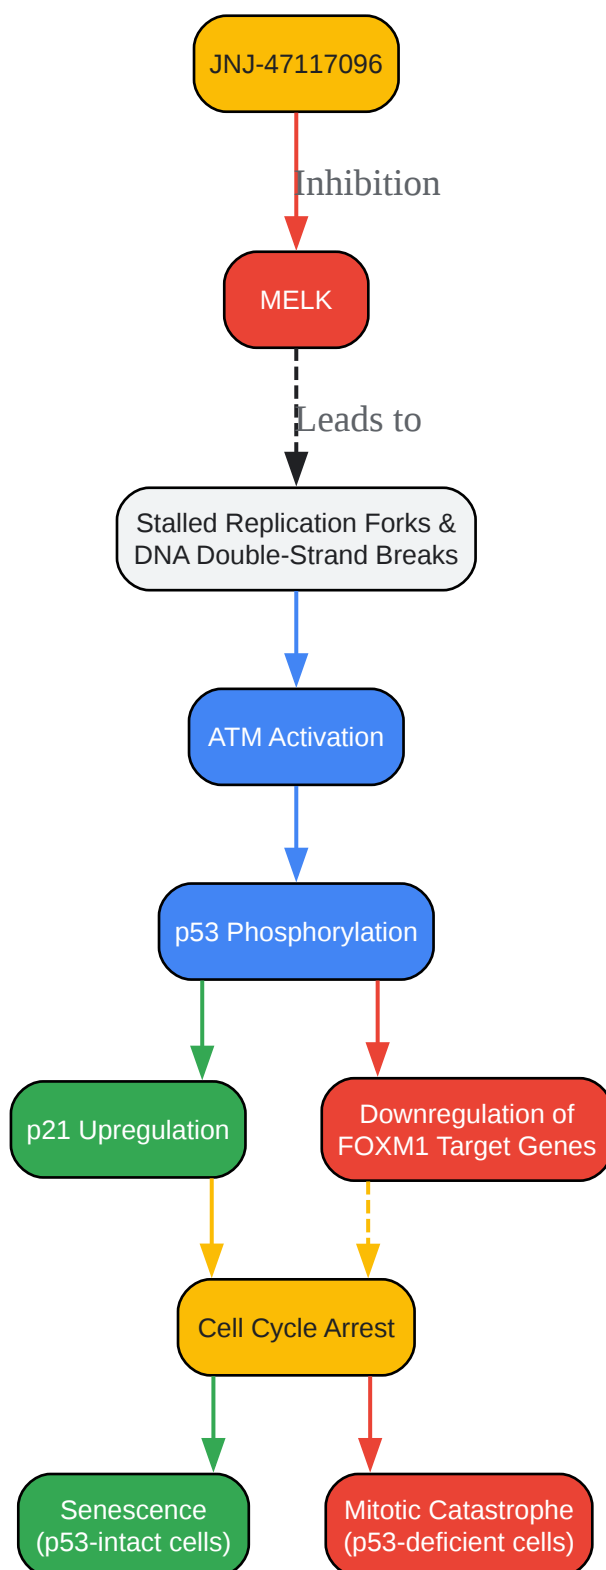 JNJ-47117096
Inhibition
MELK
Leads to
Stalled Replication Forks &
DNA Double-Strand Breaks
ATM Activation
p53 Phosphorylation
p21 Upregulation
Downregulation of
FOXM1 Target Genes
Cell Cycle Arrest
Senescence
(p53-intact cells)
Mitotic Catastrophe
(p53-deficient cells)